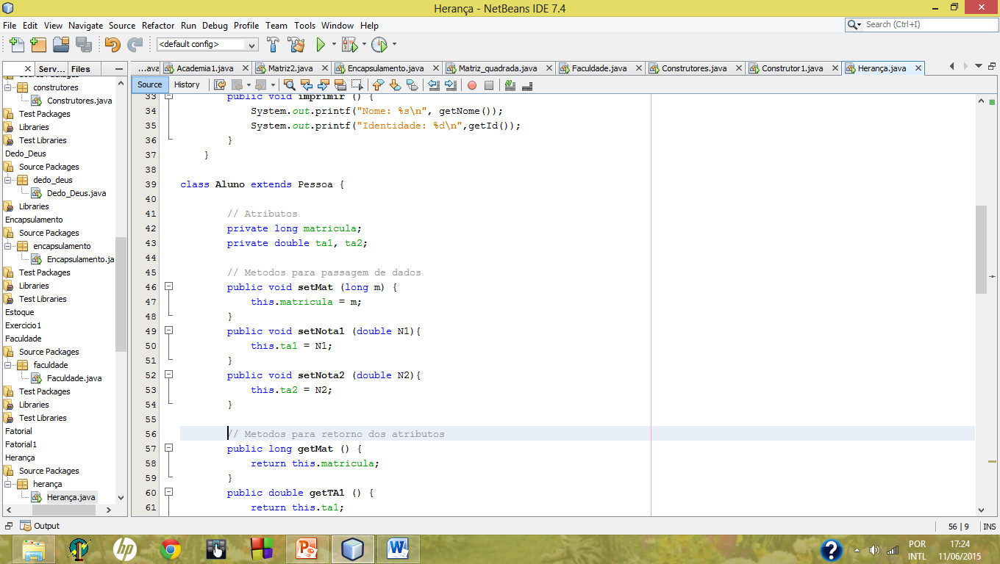 Herança - NetBeans IDE 7.4
File Edit View Navigate Source Refactor Run Debug Profile Team Tools Window Help
Search (Ctrl+I)
<default config>
Serv... Files
...ava Academia1.java Matriz2.java Encapsulamento.java Matriz_quadrada.java Faculdade.java Construtores.java Construtor1.java Herança.java
Source History
construtores
Construtores.java
Test Packages
Libraries
Test Libraries
Dedo_Deus
Source Packages
dedo_deus
Dedo_Deus.java
Libraries
Encapsulamento
Source Packages
encapsulamento
Encapsulamento.ja
Test Packages
Libraries
Test Libraries
Estoque
Exercicio1
Faculdade
Source Packages
faculdade
Faculdade.java
Test Packages
Libraries
Test Libraries
Fatorial
Fatorial1
Herança
Source Packages
herança
Herança.java
33 public void imprimir () {
34 System.out.printf("Nome: %s\n", getNome());
35 System.out.printf("Identidade: %d\n",getId());
36 }
37 }
38
39 class Aluno extends Pessoa {
40
41 // Atributos
42 private long matricula;
43 private double ta1, ta2;
44
45 // Metodos para passagem de dados
46 public void setMat (long m) {
47 this.matricula = m;
48 }
49 public void setNota1 (double N1){
50 this.ta1 = N1;
51 }
52 public void setNota2 (double N2){
53 this.ta2 = N2;
54 }
55
56 // Metodos para retorno dos atributos
57 public long getMat () {
58 return this.matricula;
59 }
60 public double getTA1 () {
61 return this.ta1;
Output
56 | 9 INS
hp
POR
INTL
17:24
11/06/2015